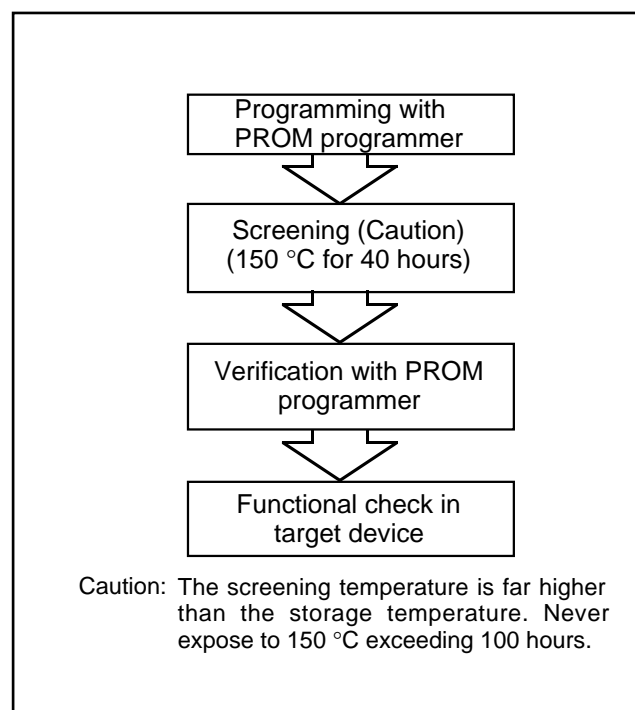 Programming with
PROM programmer
Screening (Caution)
(150 °C for 40 hours)
Verification with PROM
programmer
Functional check in
target device
Caution: The screening temperature is far higher
than the storage temperature. Never
expose to 150 °C exceeding 100 hours.